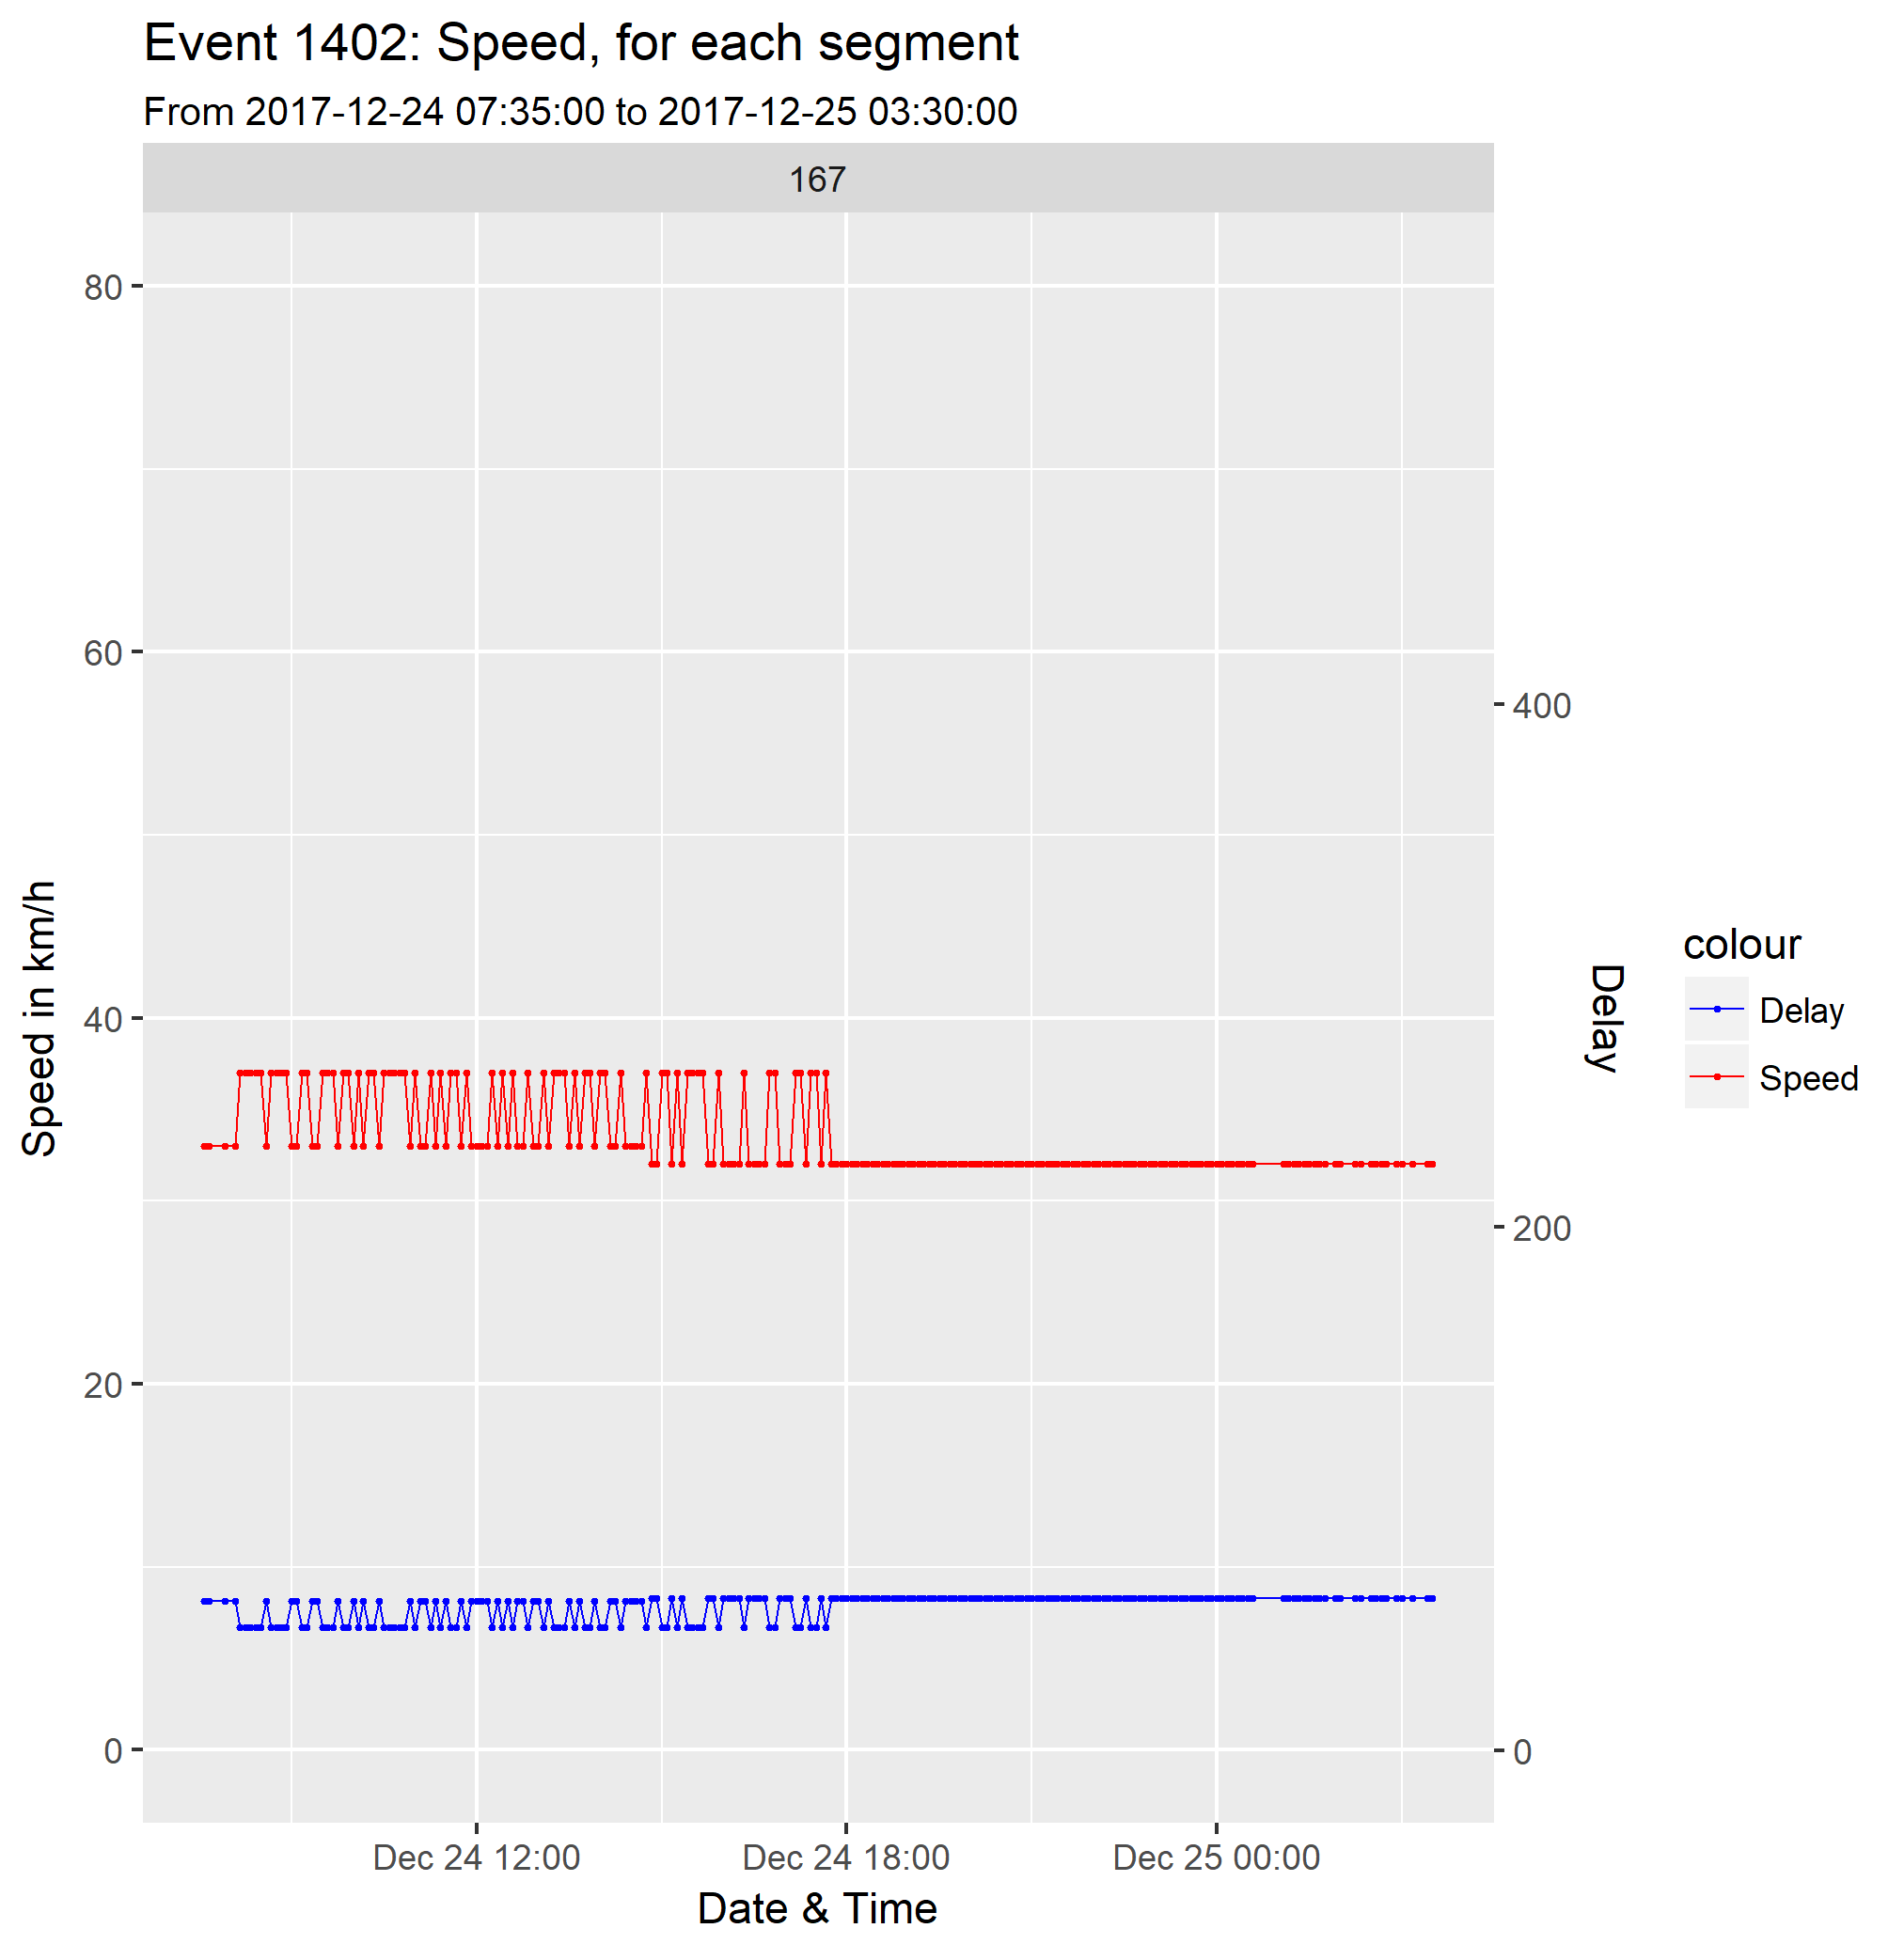 Event 1402: Speed, for each segment
From 2017-12-24 07:35:00 to 2017-12-25 03:30:00
167
80
60
40
20
0
Speed in km/h
400
200
0
Delay
colour
Delay
Speed
Dec 24 12:00
Dec 24 18:00
Dec 25 00:00
Date & Time